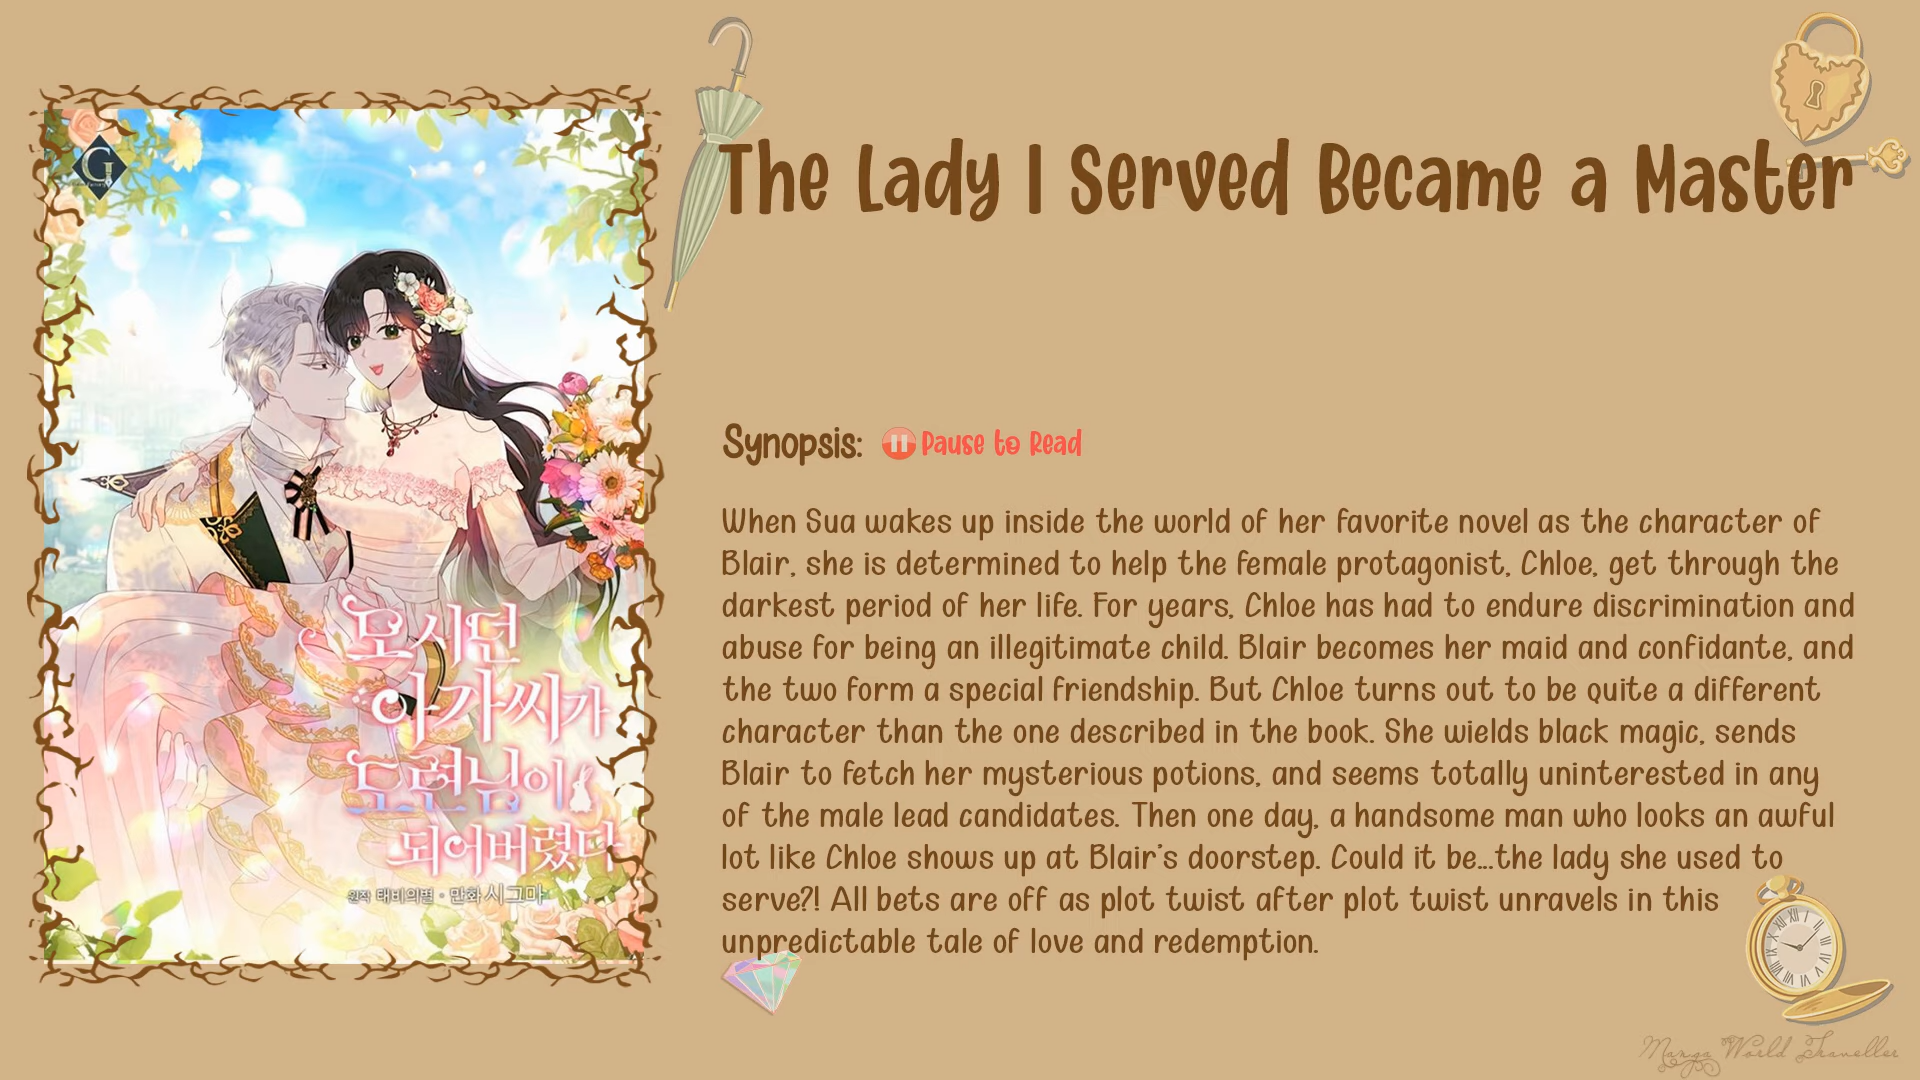 The Lady I Served Became a Master
Synopsis: Pause to Read
When Sua wakes up inside the world of her favorite novel as the character of
Blair, she is determined to help the female protagonist, Chloe, get through the
darkest period of her life. For years, Chloe has had to endure discrimination and
abuse for being an illegitimate child. Blair becomes her maid and confidante, and
the two form a special friendship. But Chloe turns out to be quite a different
character than the one described in the book. She wields black magic, sends
Blair to fetch her mysterious potions, and seems totally uninterested in any
of the male lead candidates. Then one day, a handsome man who looks an awful
lot like Chloe shows up at Blair's doorstep. Could it be...the lady she used to
serve?! All bets are off as plot twist after plot twist unravels in this
unpredictable tale of love and redemption.
모시던
아가씨가
도련님이
되어버렸다
원작 태비의별 · 만화 시그마
Manga World Traveller